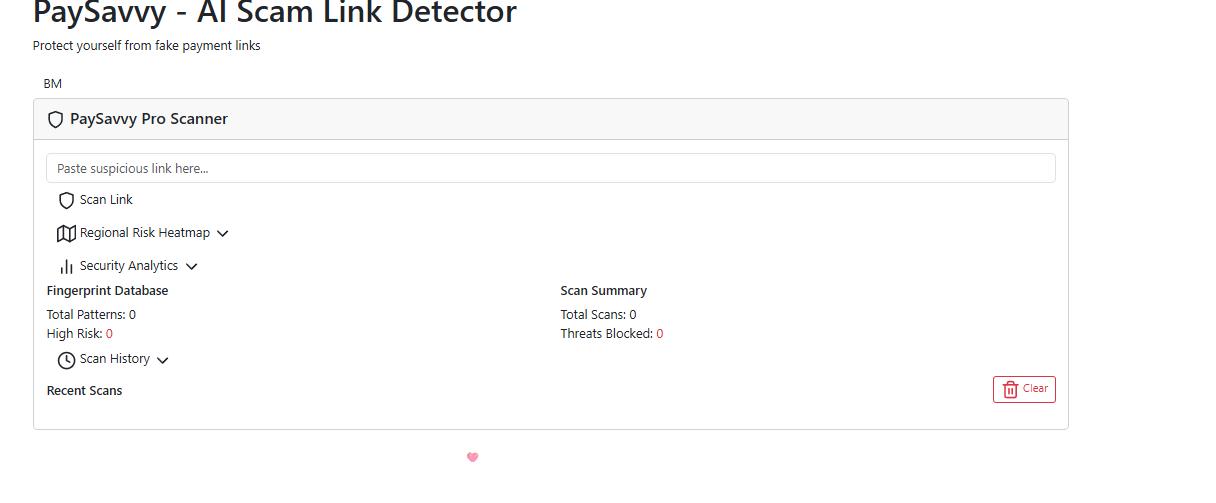 PaySavvy - AI Scam Link Detector
Protect yourself from fake payment links
BM
PaySavvy Pro Scanner
Paste suspicious link here...
Scan Link
Regional Risk Heatmap
Security Analytics
Fingerprint Database
Total Patterns: 0
High Risk: 0
Scan Summary
Total Scans: 0
Threats Blocked: 0
Scan History
Recent Scans
Clear